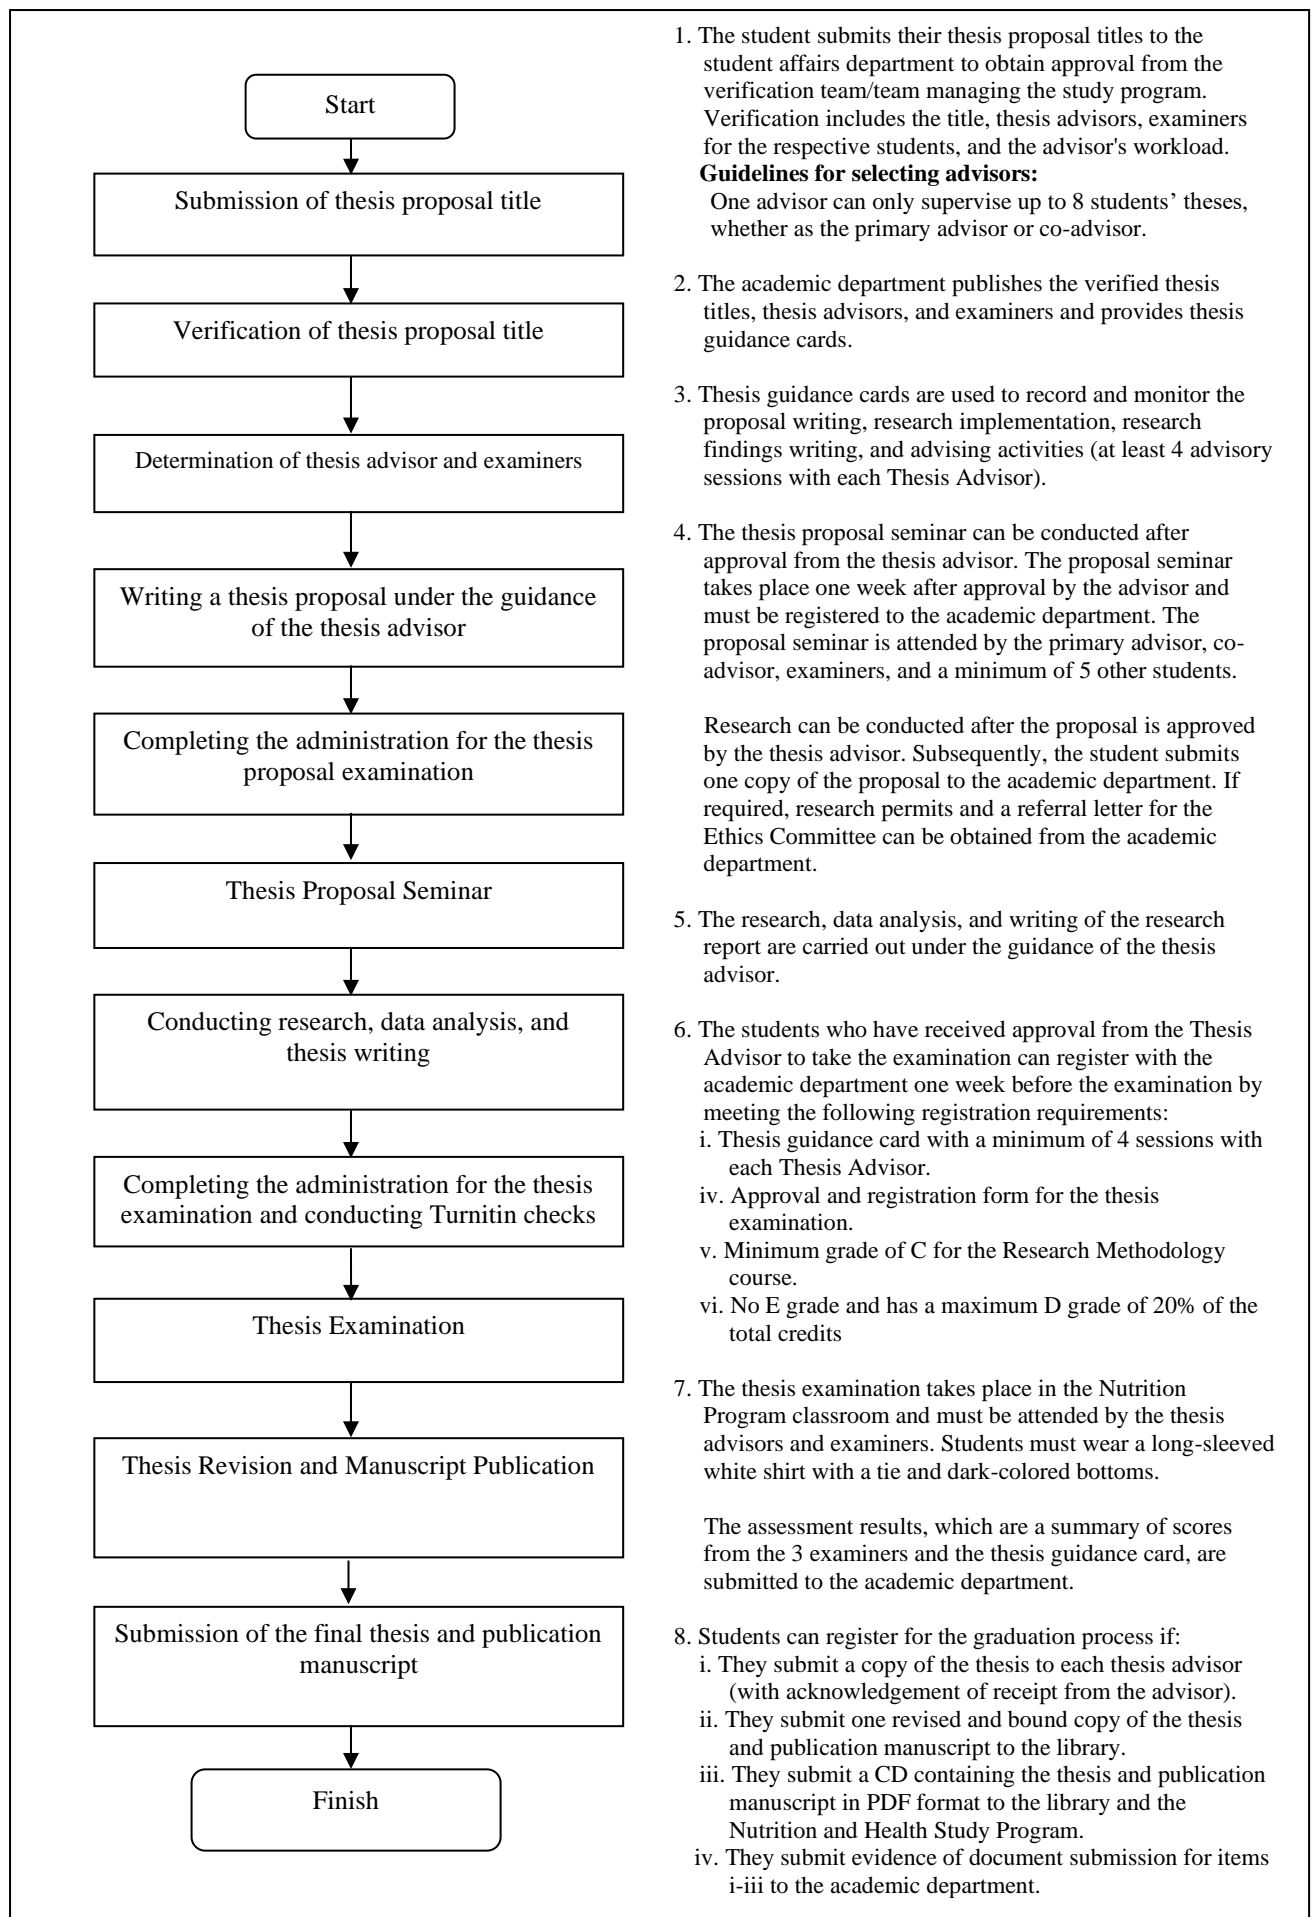 Start
Submission of thesis proposal title
Verification of thesis proposal title
Determination of thesis advisor and examiners
Writing a thesis proposal under the guidance
of the thesis advisor
Completing the administration for the thesis
proposal examination
Thesis Proposal Seminar
Conducting research, data analysis, and
thesis writing
Completing the administration for the thesis
examination and conducting Turnitin checks
Thesis Examination
Thesis Revision and Manuscript Publication
Submission of the final thesis and publication
manuscript
Finish
1. The student submits their thesis proposal titles to the
student affairs department to obtain approval from the
verification team/team managing the study program.
Verification includes the title, thesis advisors, examiners
for the respective students, and the advisor's workload.
Guidelines for selecting advisors:
One advisor can only supervise up to 8 students’ theses,
whether as the primary advisor or co-advisor.
2. The academic department publishes the verified thesis
titles, thesis advisors, and examiners and provides thesis
guidance cards.
3. Thesis guidance cards are used to record and monitor the
proposal writing, research implementation, research
findings writing, and advising activities (at least 4 advisory
sessions with each Thesis Advisor).
4. The thesis proposal seminar can be conducted after
approval from the thesis advisor. The proposal seminar
takes place one week after approval by the advisor and
must be registered to the academic department. The
proposal seminar is attended by the primary advisor, co-
advisor, examiners, and a minimum of 5 other students.
Research can be conducted after the proposal is approved
by the thesis advisor. Subsequently, the student submits
one copy of the proposal to the academic department. If
required, research permits and a referral letter for the
Ethics Committee can be obtained from the academic
department.
5. The research, data analysis, and writing of the research
report are carried out under the guidance of the thesis
advisor.
6. The students who have received approval from the Thesis
Advisor to take the examination can register with the
academic department one week before the examination by
meeting the following registration requirements:
i. Thesis guidance card with a minimum of 4 sessions with
each Thesis Advisor.
iv. Approval and registration form for the thesis
examination.
v. Minimum grade of C for the Research Methodology
course.
vi. No E grade and has a maximum D grade of 20% of the
total credits
7. The thesis examination takes place in the Nutrition
Program classroom and must be attended by the thesis
advisors and examiners. Students must wear a long-sleeved
white shirt with a tie and dark-colored bottoms.
The assessment results, which are a summary of scores
from the 3 examiners and the thesis guidance card, are
submitted to the academic department.
8. Students can register for the graduation process if:
i. They submit a copy of the thesis to each thesis advisor
(with acknowledgement of receipt from the advisor).
ii. They submit one revised and bound copy of the thesis
and publication manuscript to the library.
iii. They submit a CD containing the thesis and publication
manuscript in PDF format to the library and the
Nutrition and Health Study Program.
iv. They submit evidence of document submission for items
i-iii to the academic department.